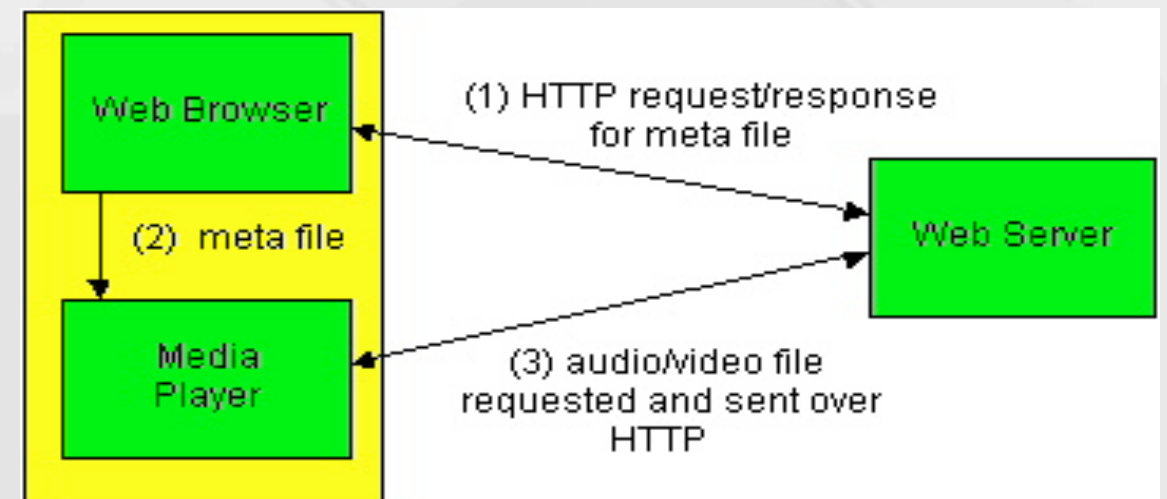 Web Browser
(1) HTTP request/response
for meta file
Web Server
(2) meta file
Media
Player
(3) audio/video file
requested and sent over
HTTP